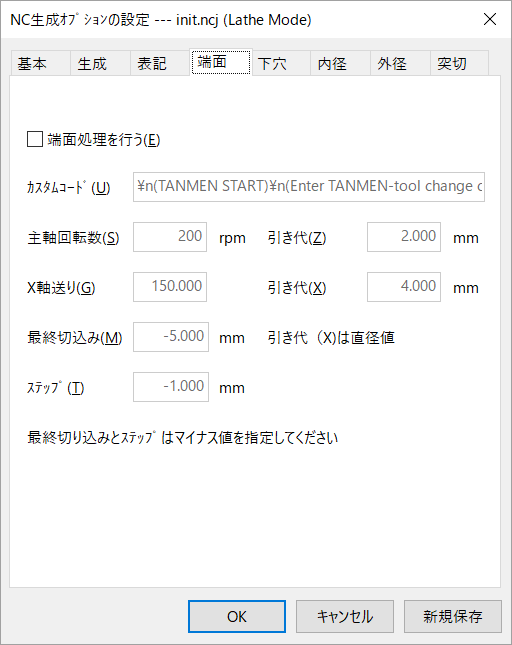 NC生成ｵﾌﾟｼｮﾝの設定 --- init.ncj (Lathe Mode)
基本 生成 表記 端面 下穴 内径 外径 突切
端面処理を行う(E)
ｶｽﾀﾑｺｰﾄﾞ(U) ¥n(TANMEN START)¥n(Enter TANMEN-tool change c
主軸回転数(S) 200 rpm 引き代(Z) 2.000 mm
X軸送り(G) 150.000 引き代(X) 4.000 mm
最終切込み(M) -5.000 mm 引き代（X)は直径値
ｽﾃｯﾌﾟ(T) -1.000 mm
最終切り込みとｽﾃｯﾌﾟはマイナス値を指定してください
OK キャンセル 新規保存